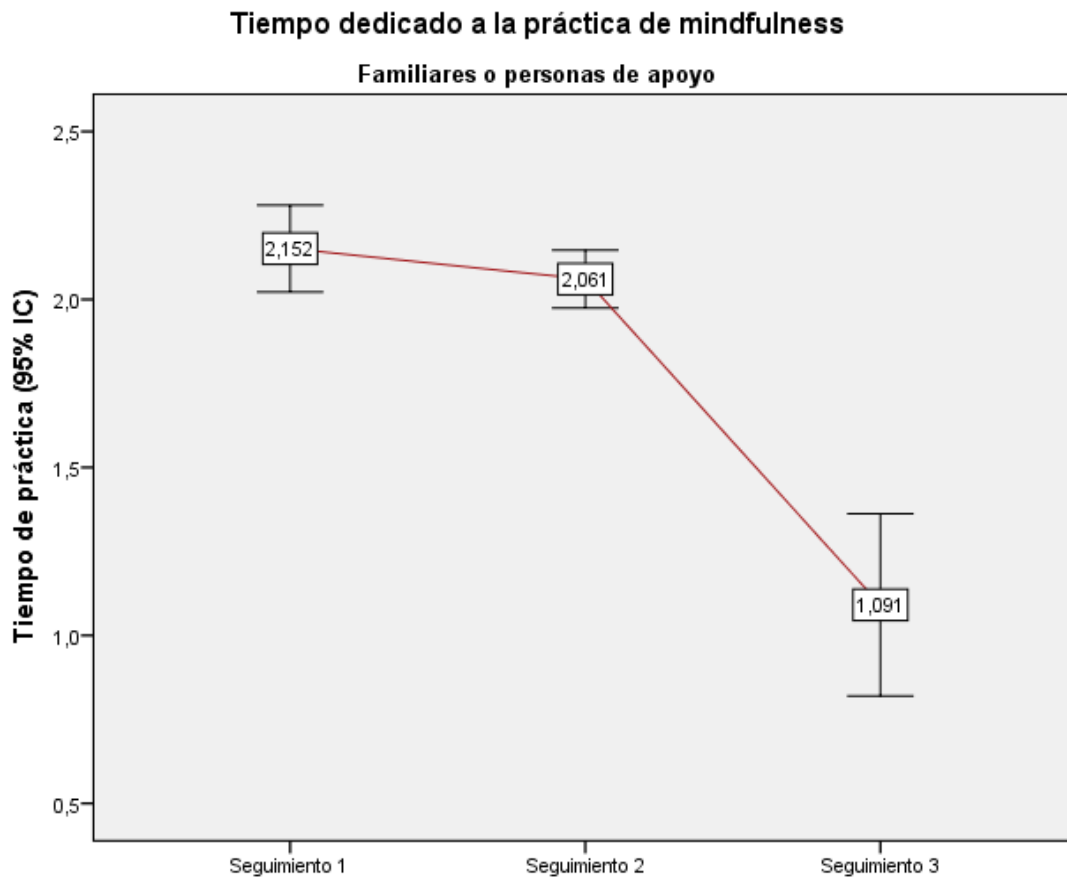 Tiempo dedicado a la práctica de mindfulness
Familiares o personas de apoyo
Tiempo de práctica (95% IC)
2,5
2,0
1,5
1,0
0,5
2,152
2,061
1,091
Seguimiento 1
Seguimiento 2
Seguimiento 3